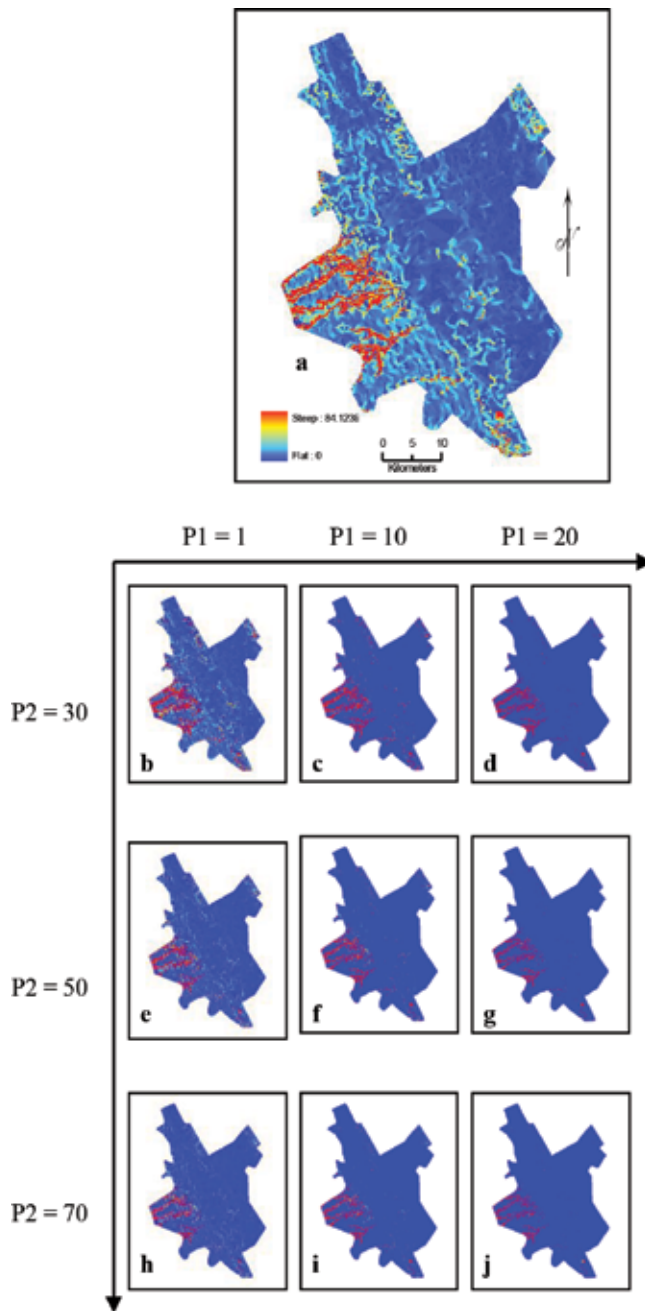 N
a
Steep : 84.1236
Flat : 0
0 5 10
Kilometers
P1 = 1 P1 = 10 P1 = 20
P2 = 30
b c d
P2 = 50
e f g
P2 = 70
h i j